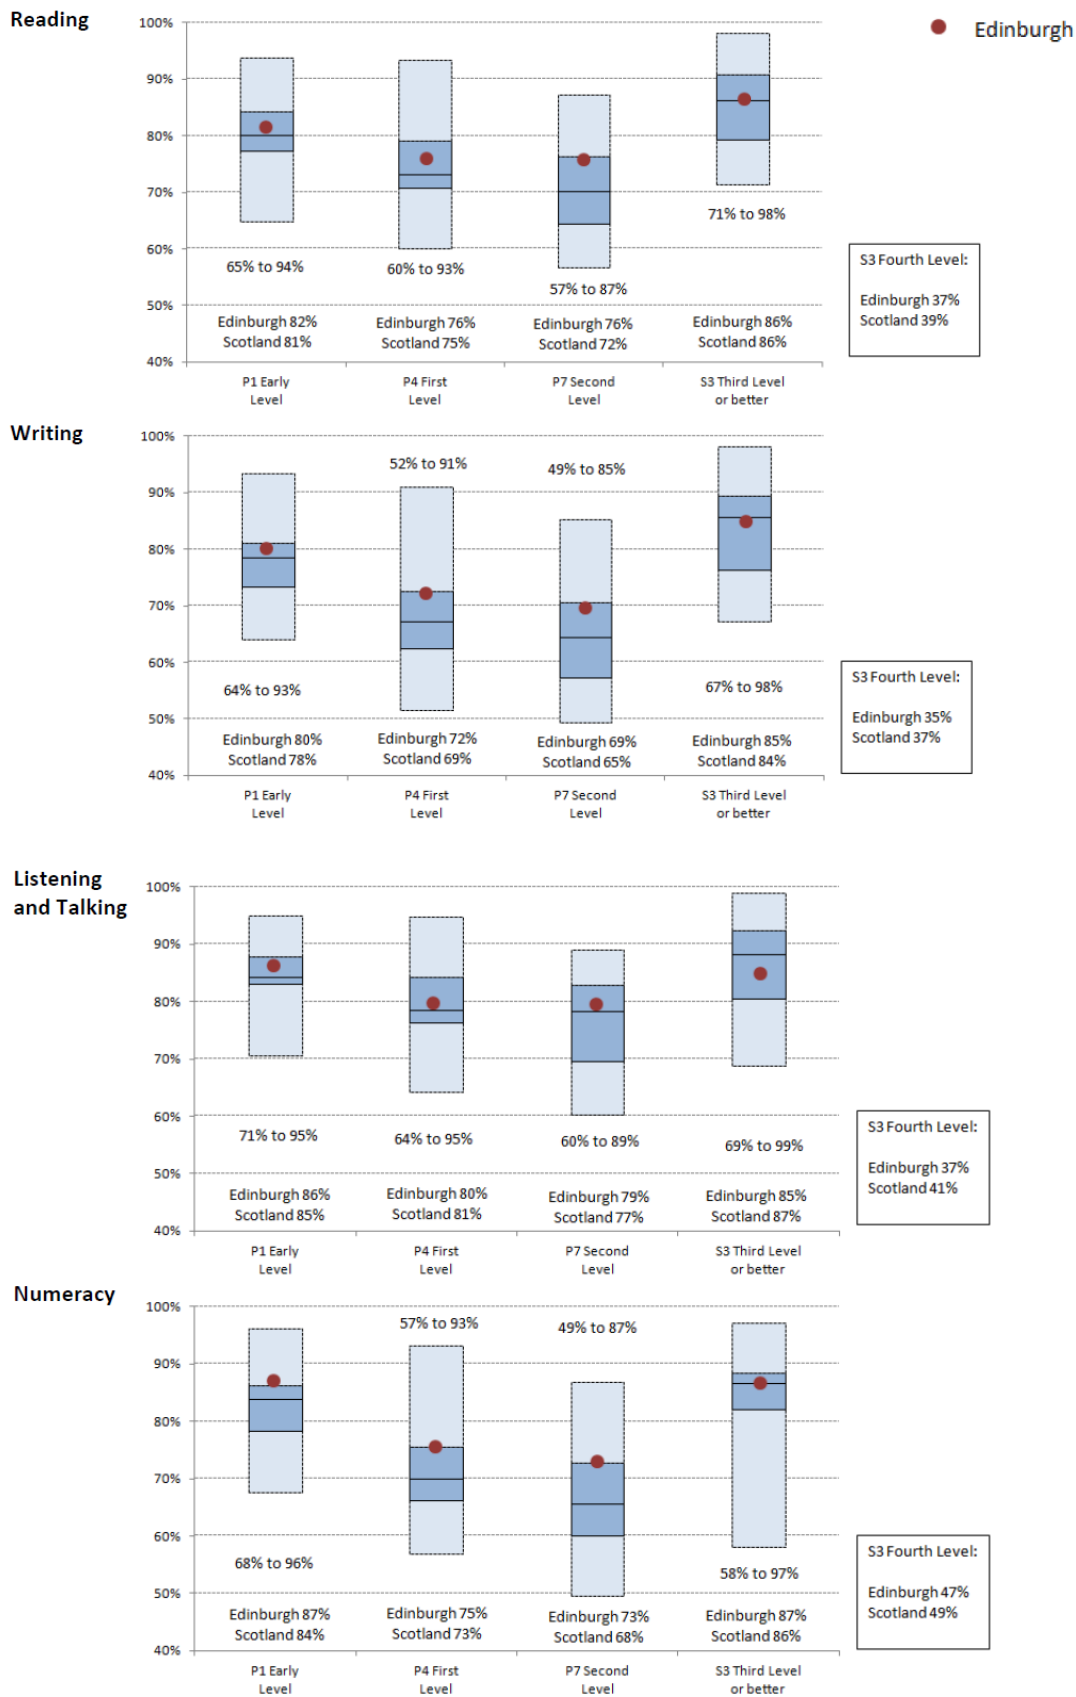 Reading
Edinburgh
100%
90%
80%
70%
60%
50%
40%
65% to 94%
60% to 93%
57% to 87%
71% to 98%
Edinburgh 82%
Scotland 81%
Edinburgh 76%
Scotland 75%
Edinburgh 76%
Scotland 72%
Edinburgh 86%
Scotland 86%
P1 Early
Level
P4 First
Level
P7 Second
Level
S3 Third Level
or better
S3 Fourth Level:
Edinburgh 37%
Scotland 39%
Writing
100%
90%
80%
70%
60%
50%
40%
64% to 93%
52% to 91%
49% to 85%
67% to 98%
Edinburgh 80%
Scotland 78%
Edinburgh 72%
Scotland 69%
Edinburgh 69%
Scotland 65%
Edinburgh 85%
Scotland 84%
P1 Early
Level
P4 First
Level
P7 Second
Level
S3 Third Level
or better
S3 Fourth Level:
Edinburgh 35%
Scotland 37%
Listening
and Talking
100%
90%
80%
70%
60%
50%
40%
71% to 95%
64% to 95%
60% to 89%
69% to 99%
Edinburgh 86%
Scotland 85%
Edinburgh 80%
Scotland 81%
Edinburgh 79%
Scotland 77%
Edinburgh 85%
Scotland 87%
P1 Early
Level
P4 First
Level
P7 Second
Level
S3 Third Level
or better
S3 Fourth Level:
Edinburgh 37%
Scotland 41%
Numeracy
100%
90%
80%
70%
60%
50%
40%
68% to 96%
57% to 93%
49% to 87%
58% to 97%
Edinburgh 87%
Scotland 84%
Edinburgh 75%
Scotland 73%
Edinburgh 73%
Scotland 68%
Edinburgh 87%
Scotland 86%
P1 Early
Level
P4 First
Level
P7 Second
Level
S3 Third Level
or better
S3 Fourth Level:
Edinburgh 47%
Scotland 49%